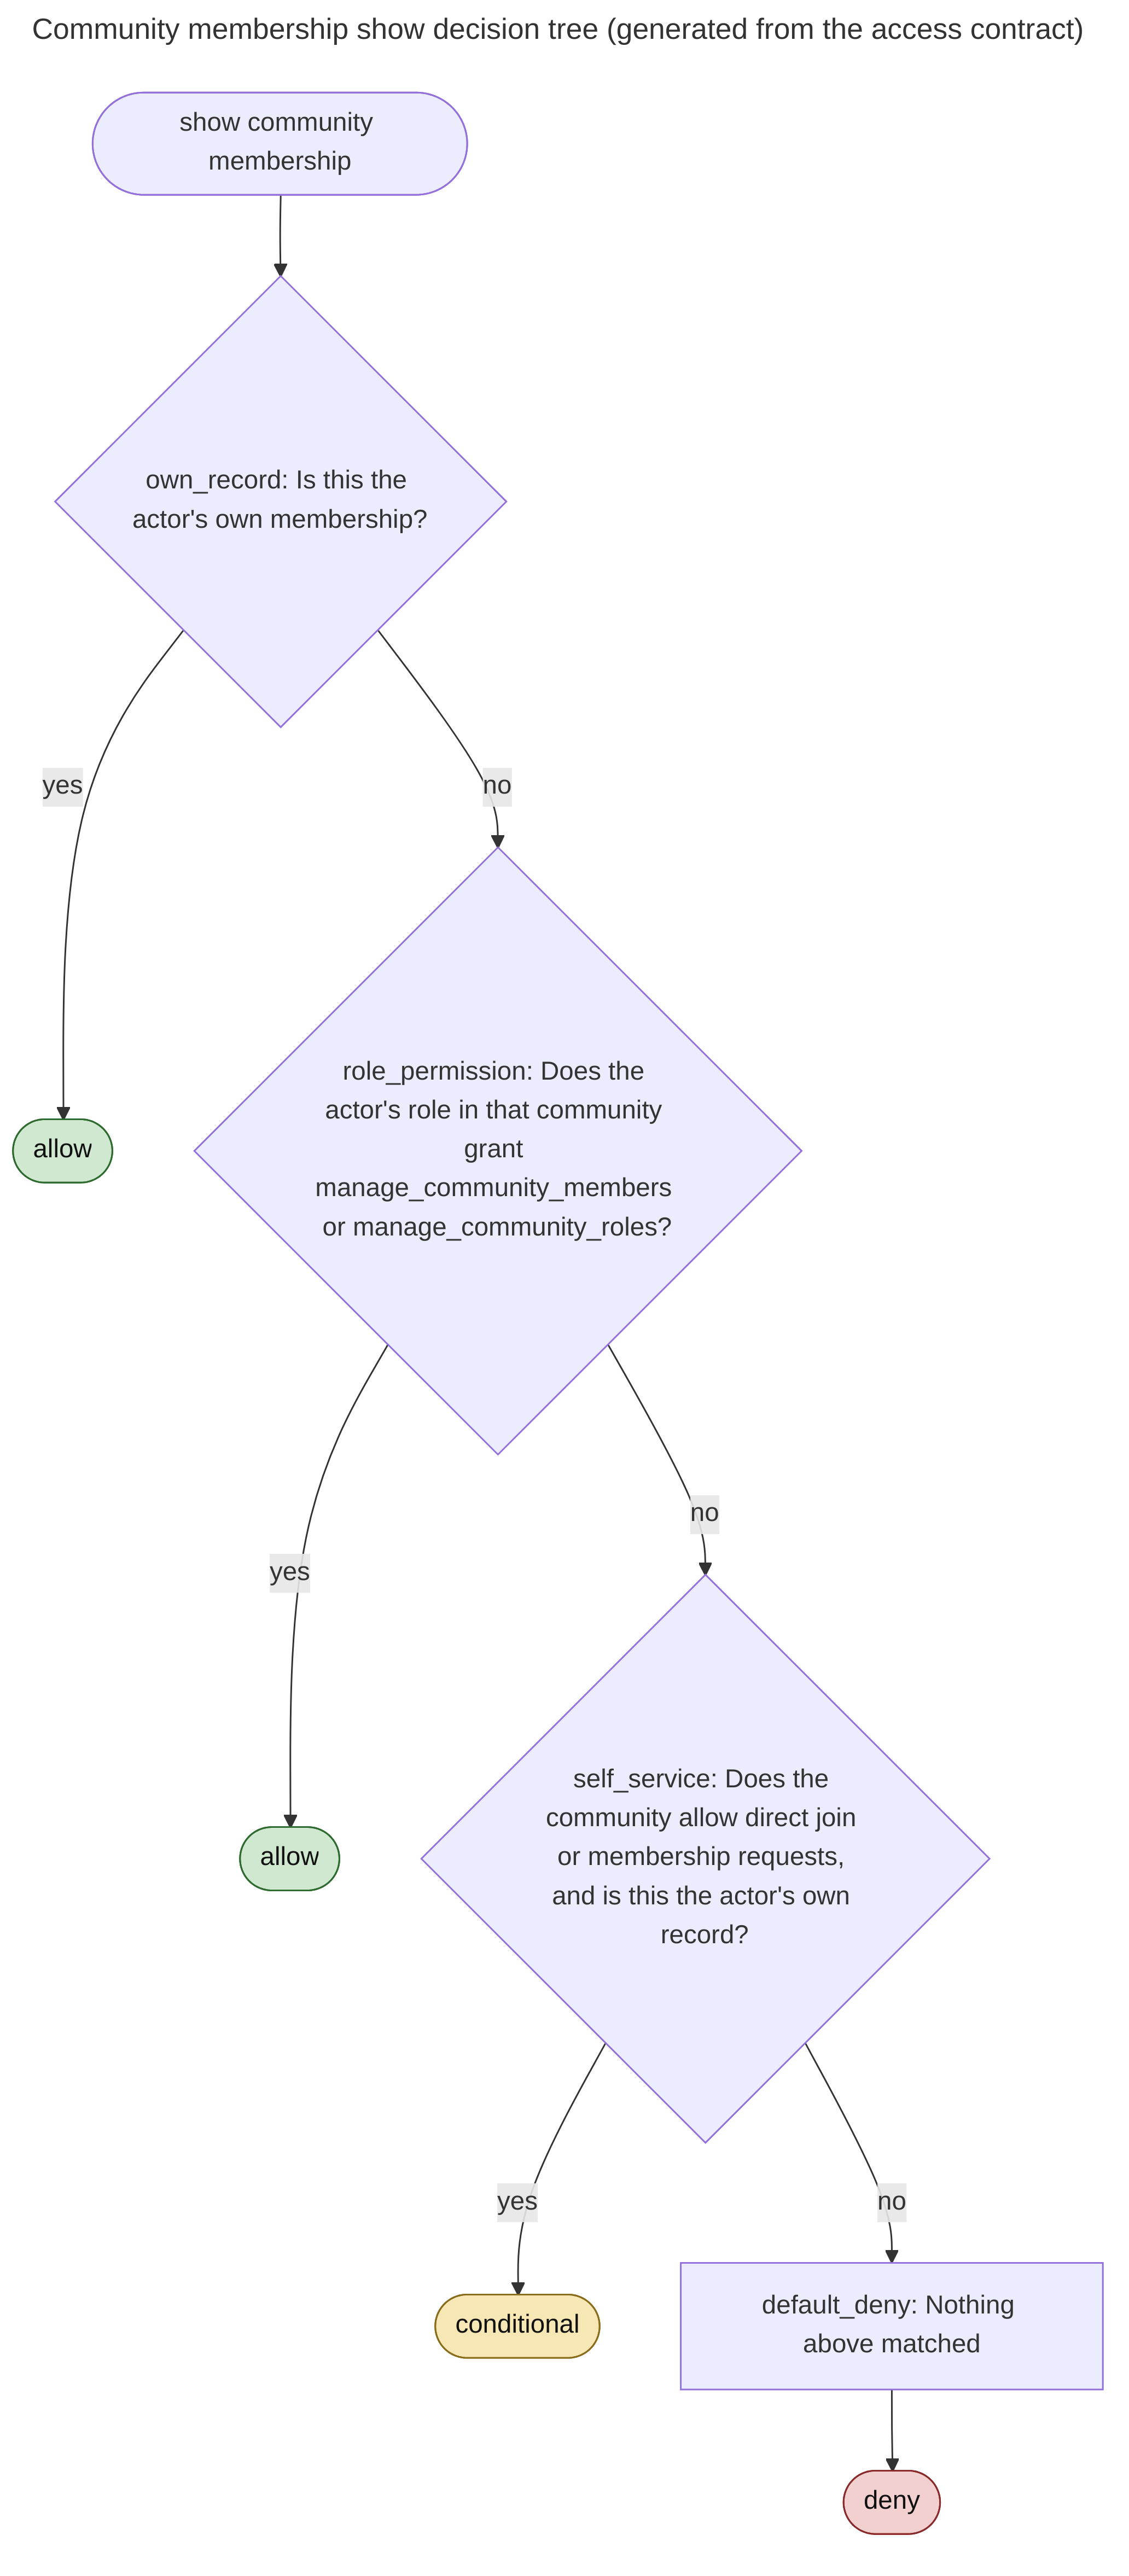 Community membership show decision tree (generated from the access contract)
show community
membership
own_record: Is this the
actor's own membership?
yes
no
role_permission: Does the
actor's role in that community
grant
manage_community_members
or manage_community_roles?
allow
no
yes
self_service: Does the
community allow direct join
or membership requests,
and is this the actor's own
record?
allow
yes
no
default_deny: Nothing
above matched
conditional
deny